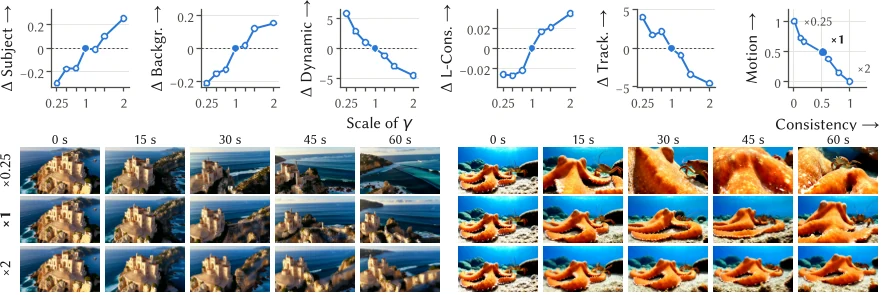 Δ Subject →
0.2
−0.2
0.25
1
2
Δ Backgr. →
0.2
0
−0.2
0.25
1
2
Δ Dynamic →
5
0
−5
0.25
1
2
Δ L-Cons. →
0.02
−0.02
0.25
1
2
Δ Track. →
5
−5
0.25
1
2
Motion →
1
0.5
0
×0.25
×1
×2
0
0.5
1
Scale of γ
Consistency →
0 s
15 s
30 s
45 s
60 s
0 s
15 s
30 s
45 s
60 s
×0.25
×1
×2